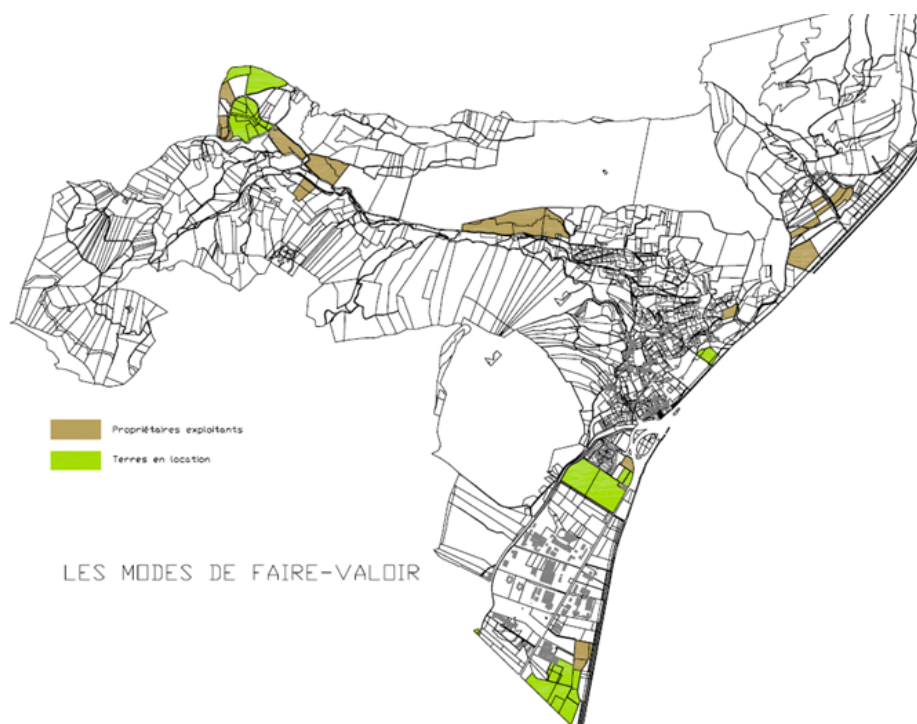 Propriétaires exploitants
Terres en location
LES MODES DE FAIRE-VALOIR